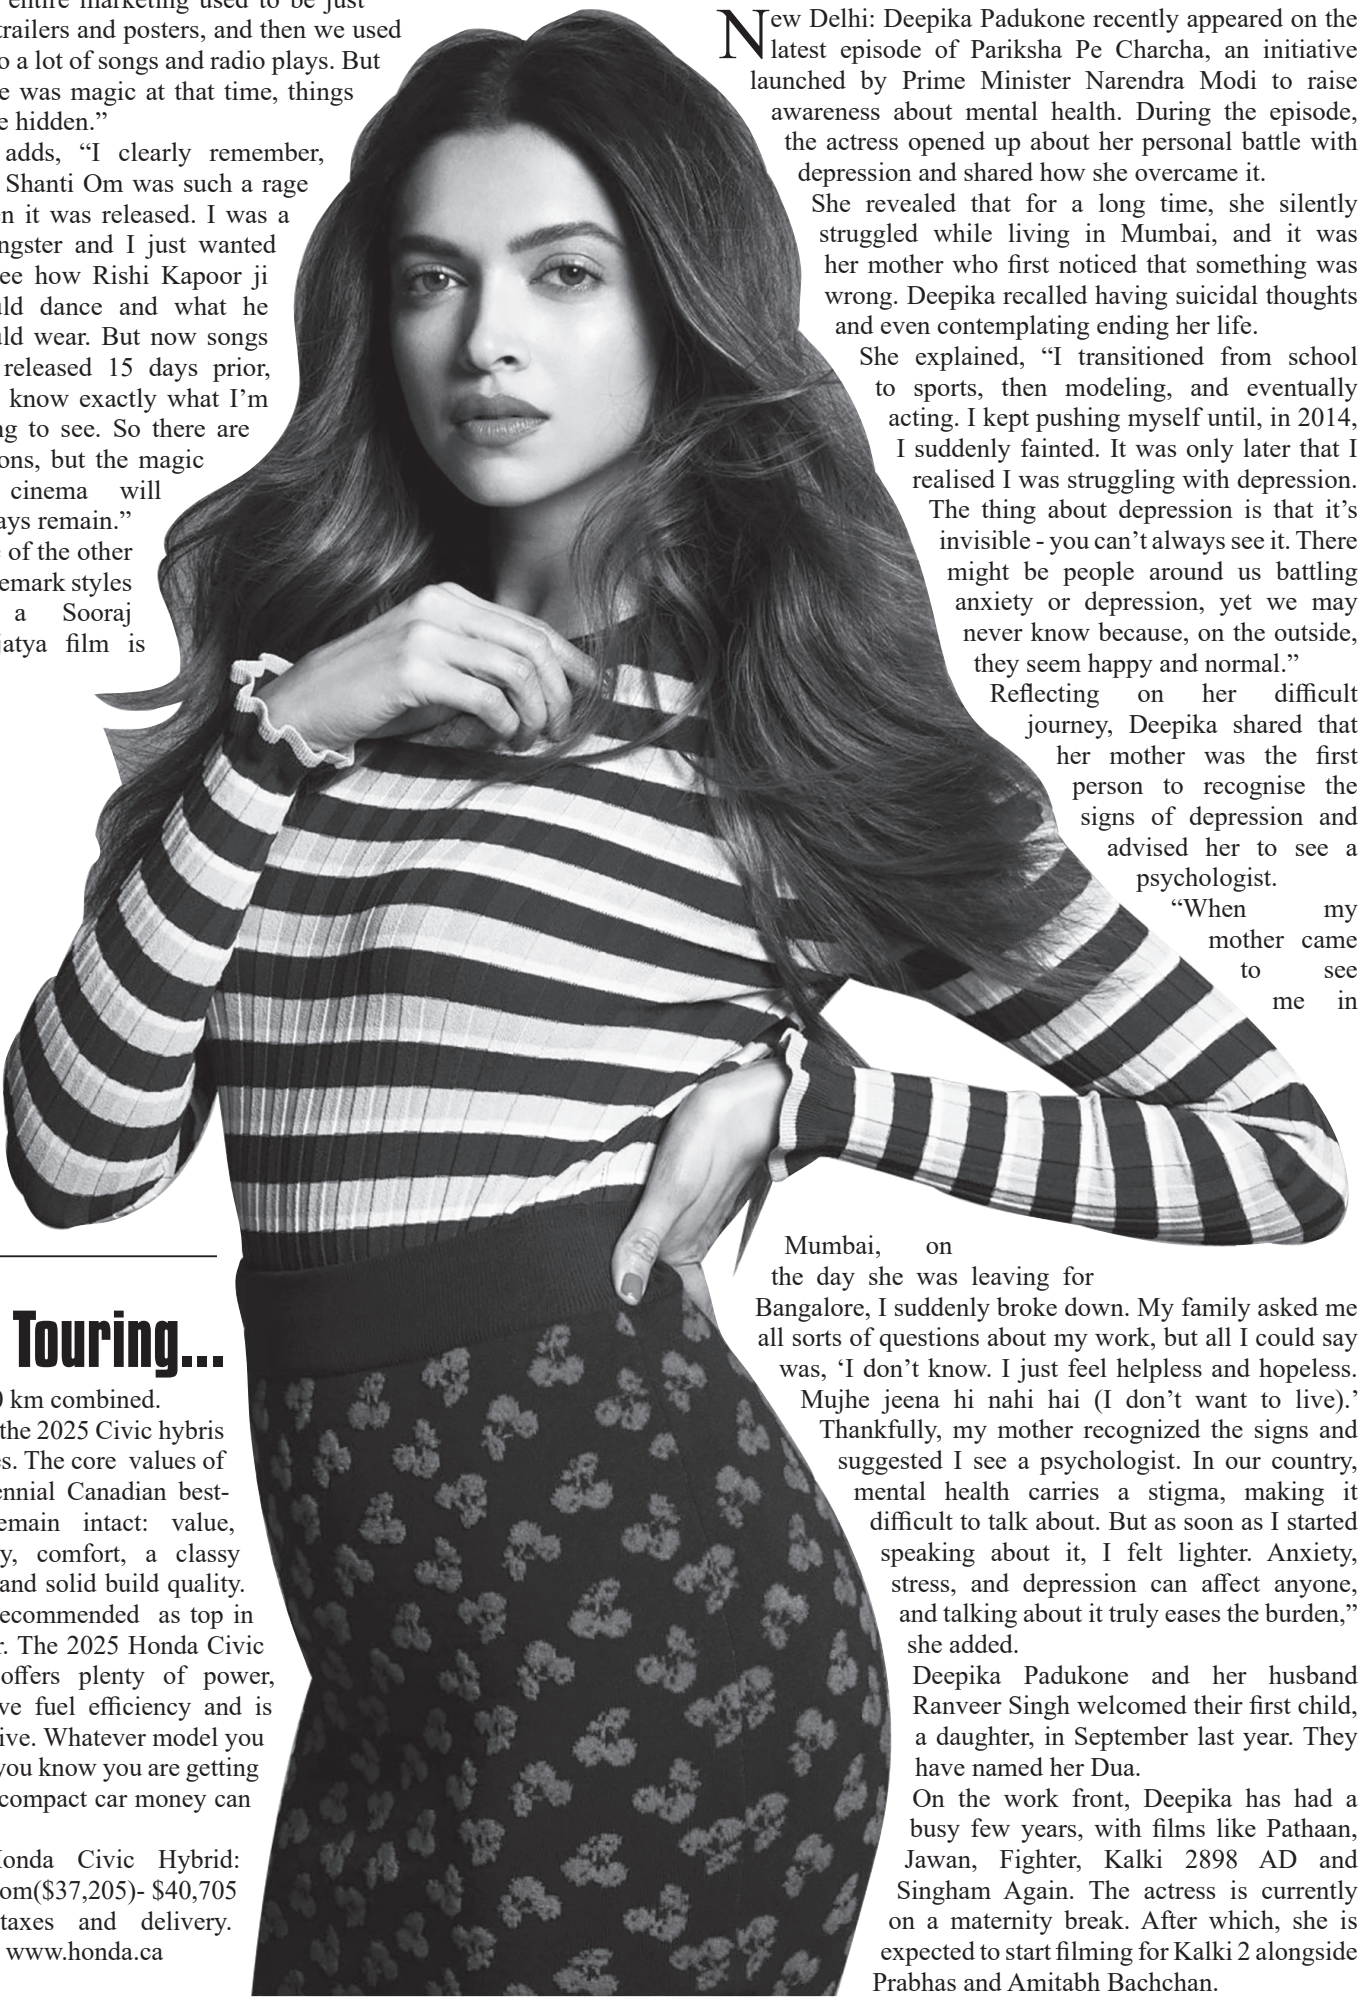 entire marketing used to be just
trailers and posters, and then we used
o a lot of songs and radio plays. But
e was magic at that time, things
e hidden.”
adds, “I clearly remember,
Shanti Om was such a rage
en it was released. I was a
ngster and I just wanted
ee how Rishi Kapoor ji
uld dance and what he
uld wear. But now songs
released 15 days prior,
know exactly what I’m
ng to see. So there are
ons, but the magic
cinema will
ays remain.”
e of the other
emark styles
a Sooraj
jatya film is
Touring...
0 km combined.
the 2025 Civic hybris
es. The core values of
ennial Canadian best-
emain intact: value,
y, comfort, a classy
and solid build quality.
ecommended as top in
r. The 2025 Honda Civic
offers plenty of power,
ve fuel efficiency and is
ive. Whatever model you
you know you are getting
compact car money can
Honda Civic Hybrid:
om($37,205)- $40,705
taxes and delivery.
www.honda.ca
New Delhi: Deepika Padukone recently appeared on the
latest episode of Pariksha Pe Charcha, an initiative
launched by Prime Minister Narendra Modi to raise
awareness about mental health. During the episode,
the actress opened up about her personal battle with
depression and shared how she overcame it.
She revealed that for a long time, she silently
struggled while living in Mumbai, and it was
her mother who first noticed that something was
wrong. Deepika recalled having suicidal thoughts
and even contemplating ending her life.
She explained, “I transitioned from school
to sports, then modeling, and eventually
acting. I kept pushing myself until, in 2014,
I suddenly fainted. It was only later that I
realised I was struggling with depression.
The thing about depression is that it’s
invisible - you can’t always see it. There
might be people around us battling
anxiety or depression, yet we may
never know because, on the outside,
they seem happy and normal.”
Reflecting on her difficult
journey, Deepika shared that
her mother was the first
person to recognise the
signs of depression and
advised her to see a
psychologist.
“When my
mother came
to see
me in
Mumbai, on
the day she was leaving for
Bangalore, I suddenly broke down. My family asked me
all sorts of questions about my work, but all I could say
was, ‘I don’t know. I just feel helpless and hopeless.
Mujhe jeena hi nahi hai (I don’t want to live).’
Thankfully, my mother recognized the signs and
suggested I see a psychologist. In our country,
mental health carries a stigma, making it
difficult to talk about. But as soon as I started
speaking about it, I felt lighter. Anxiety,
stress, and depression can affect anyone,
and talking about it truly eases the burden,”
she added.
Deepika Padukone and her husband
Ranveer Singh welcomed their first child,
a daughter, in September last year. They
have named her Dua.
On the work front, Deepika has had a
busy few years, with films like Pathaan,
Jawan, Fighter, Kalki 2898 AD and
Singham Again. The actress is currently
on a maternity break. After which, she is
expected to start filming for Kalki 2 alongside
Prabhas and Amitabh Bachchan.